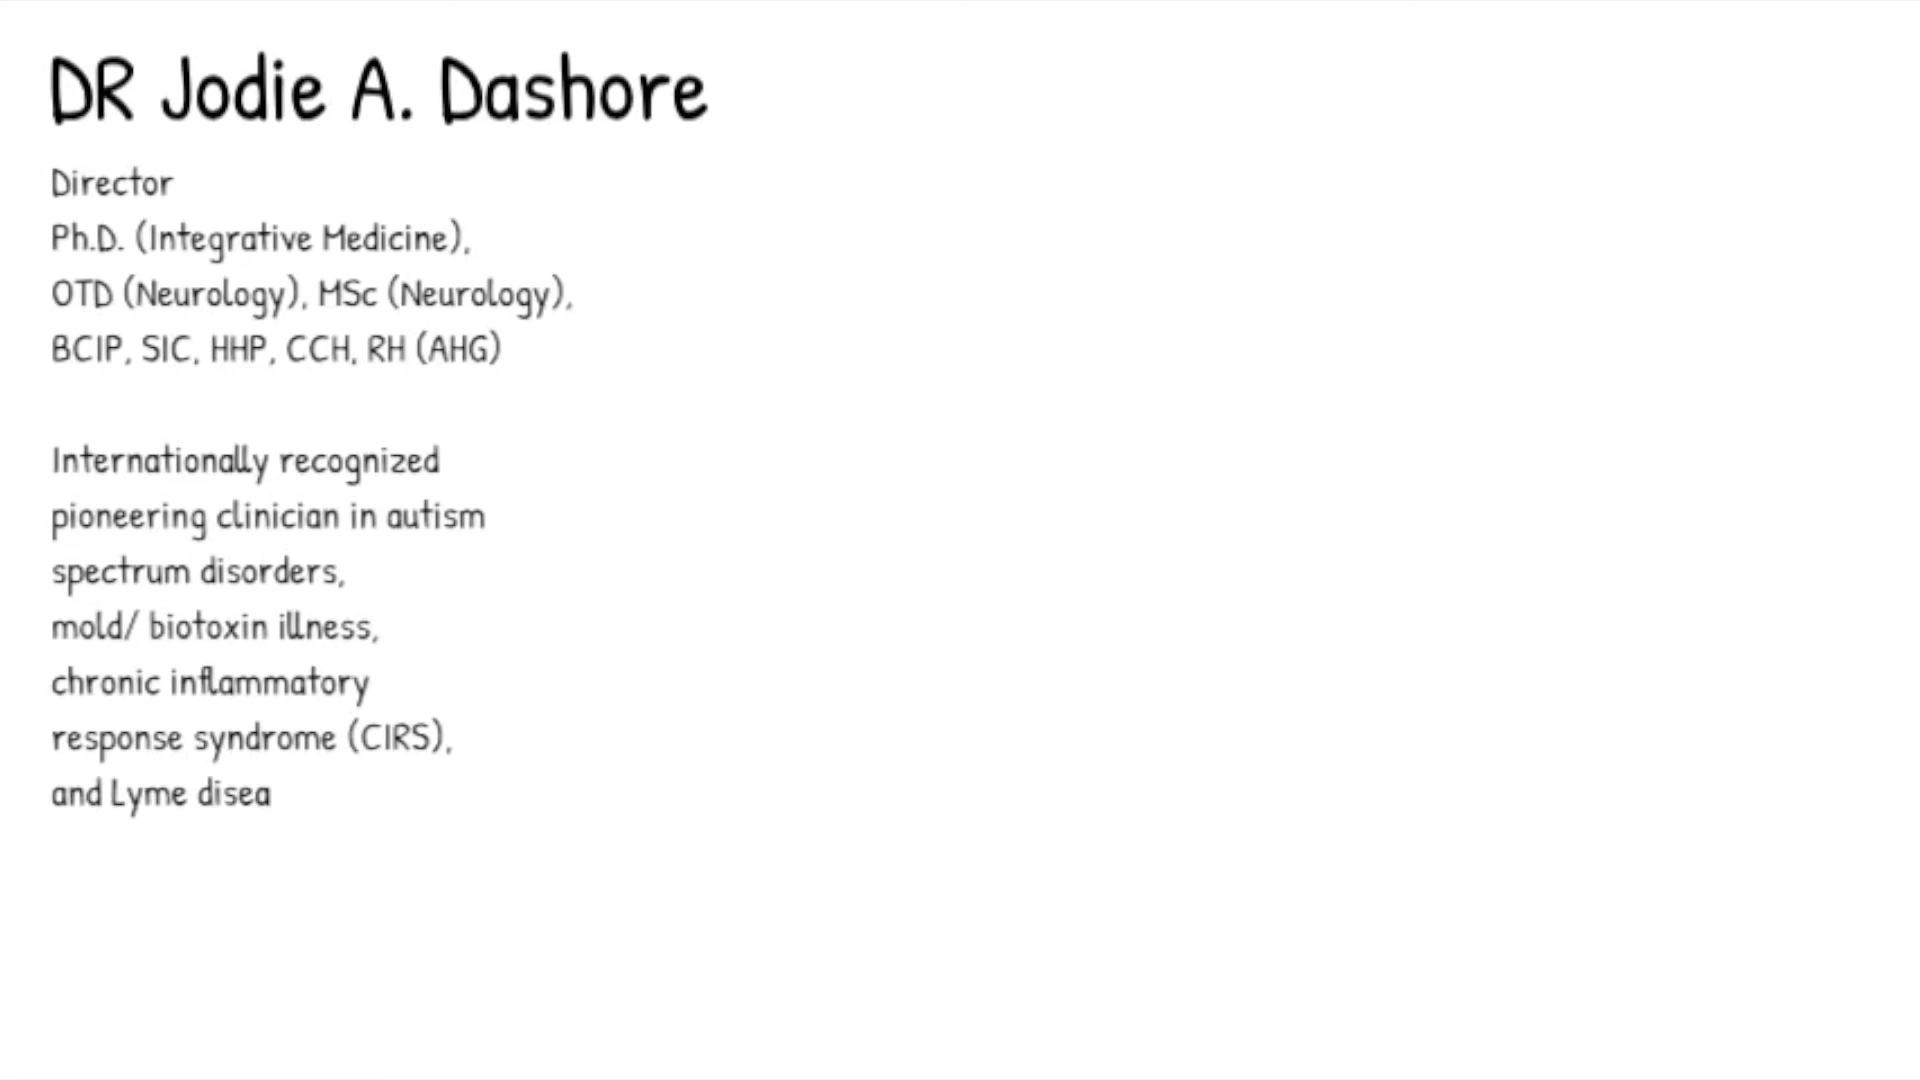 DR Jodie A. Dashore
Director
Ph.D. (Integrative Medicine),
OTD (Neurology), MSc (Neurology),
BCIP, SIC, HHP, CCH, RH (AHG)
Internationally recognized
pioneering clinician in autism
spectrum disorders,
mold/ biotoxin illness,
chronic inflammatory
response syndrome (CIRS),
and Lyme disea